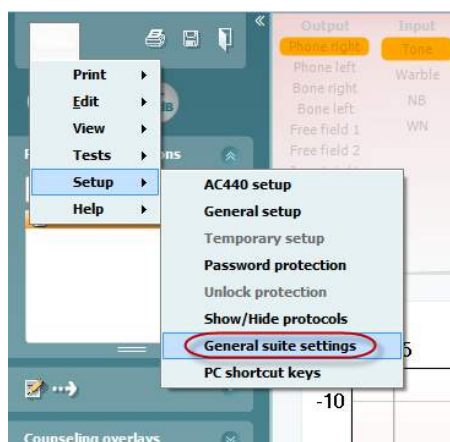 Output Input
Phone right Tone
Phone left Warble
Bone right NB
Bone left WN
Free field 1
Free field 2
Print
Edit
View
Tests
Setup
Help
AC440 setup
General setup
Temporary setup
Password protection
Unlock protection
Show/Hide protocols
General suite settings
PC shortcut keys
-10
Counseling overlays